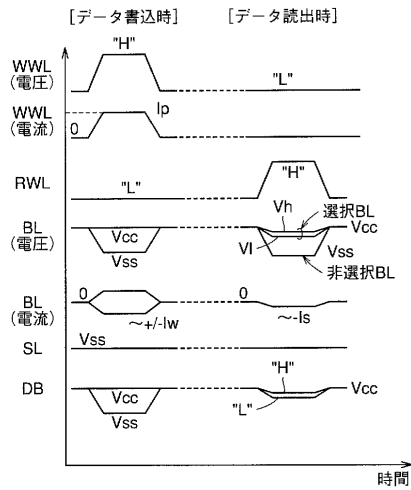 [データ書込時] [データ読出時]
"H"
WWL
(電圧)
"L"
WWL
(電流)
Ip
0
RWL
"L"
"H"
Vh
選択BL
BL
(電圧)
Vcc
Vss
Vl
Vcc
Vss
非選択BL
BL
(電流)
0
0
〜+/-Iw
〜-Is
SL
Vss
DB
Vcc
Vss
"H"
"L"
Vcc
時間